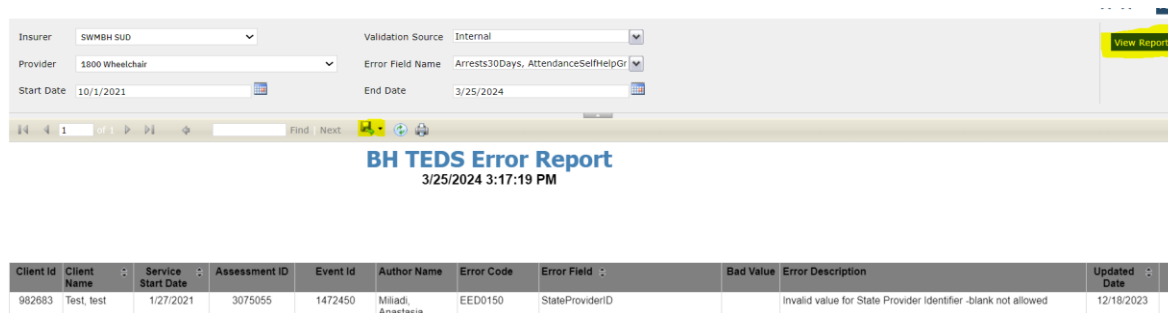 Insurer SWMBH SUD Validation Source Internal
View Report
Provider 1800 Wheelchair Error Field Name Arrests30Days, AttendanceSelfHelpGr
Start Date 10/1/2021 End Date 3/25/2024
1 of 1 Find | Next
BH TEDS Error Report
3/25/2024 3:17:19 PM
Client Id Client Name Service Start Date Assessment ID Event Id Author Name Error Code Error Field Bad Value Error Description Updated Date
982683 Test, test 1/27/2021 3075055 1472450 Miliadi, Anastasia EED0150 StateProviderID Invalid value for State Provider Identifier -blank not allowed 12/18/2023